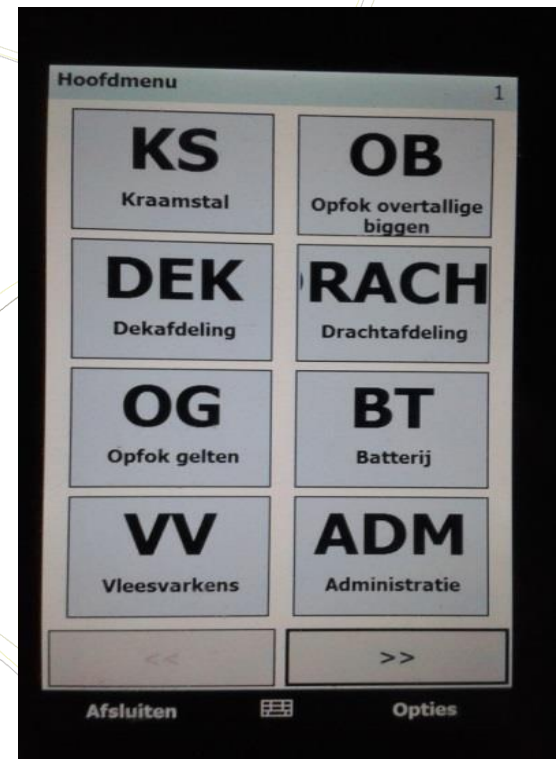 Hoofdmenu 1
KS
Kraamstal
OB
Opfok overtallige
biggen
DEK
Dekafdeling
RACH
Drachtafdeling
OG
Opfok gelten
BT
Batterij
VV
Vleesvarkens
ADM
Administratie
<<
>>
Afsluiten
Opties